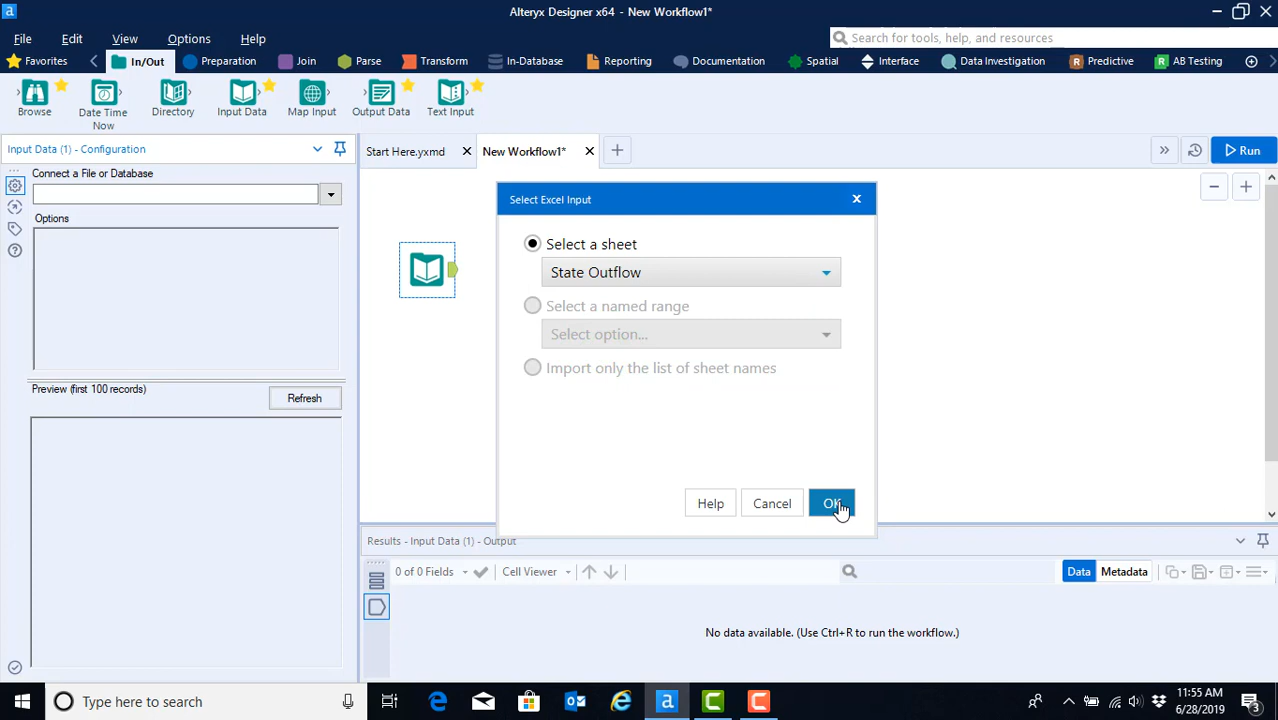 Alteryx Designer x64 - New Workflow1*
File Edit View Options Help
Search for tools, help, and resources
Favorites In/Out Preparation Join Parse Transform In-Database Reporting Documentation Spatial Interface Data Investigation Predictive AB Testing
Browse Date Time Now Directory Input Data Map Input Output Data Text Input
Input Data (1) - Configuration
Start Here.yxmd New Workflow1* Run
Connect a File or Database
Options
Preview (first 100 records) Refresh
Select Excel Input
Select a sheet
State Outflow
Select a named range
Select option...
Import only the list of sheet names
Help Cancel OK
Results - Input Data (1) - Output
0 of 0 Fields Cell Viewer Data Metadata
No data available. (Use Ctrl+R to run the workflow.)
Type here to search
11:55 AM
6/28/2019
3